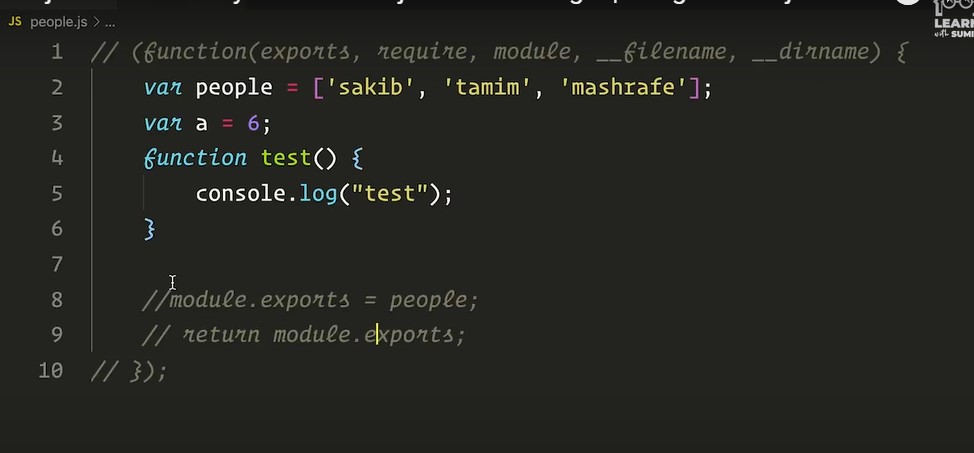 JS people.js > ...
1 // (function(exports, require, module, __filename, __dirname) {
2 var people = ['sakib', 'tamim', 'mashrafe'];
3 var a = 6;
4 function test() {
5 console.log("test");
6 }
7
8 //module.exports = people;
9 // return module.exports;
10 // });
LEARN
with SUMI